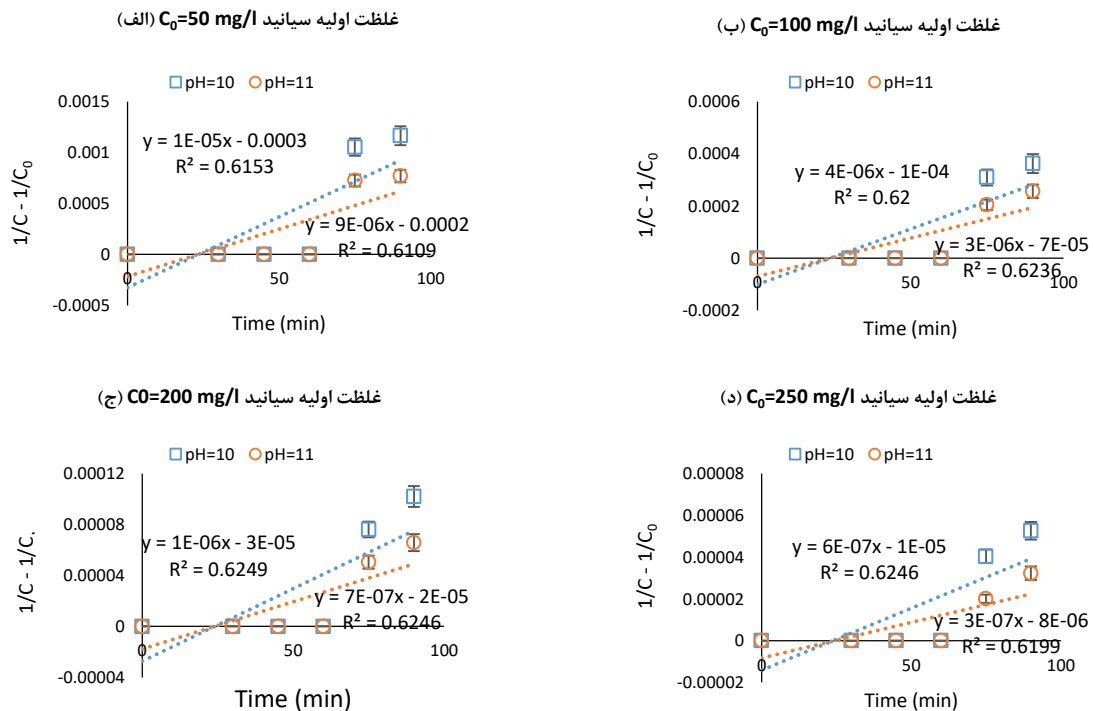 (الف) غلظت اولیه سیانید C₀=50 mg/l
pH=10 pH=11
0.0015
0.001
0.0005
0
-0.0005
1/C - 1/C₀
y = 1E-05x - 0.0003
R² = 0.6153
y = 9E-06x - 0.0002
R² = 0.6109
0 50 100
Time (min)
(ب) غلظت اولیه سیانید C₀=100 mg/l
pH=10 pH=11
0.0006
0.0004
0.0002
0
-0.0002
1/C - 1/C₀
y = 4E-06x - 1E-04
R² = 0.62
y = 3E-06x - 7E-05
R² = 0.6236
0 50 100
Time (min)
(ج) غلظت اولیه سیانید C0=200 mg/l
pH=10 pH=11
0.00012
0.00008
0.00004
0
-0.00004
1/C - 1/C.
y = 1E-06x - 3E-05
R² = 0.6249
y = 7E-07x - 2E-05
R² = 0.6246
0 50 100
Time (min)
(د) غلظت اولیه سیانید C₀=250 mg/l
pH=10 pH=11
0.00008
0.00006
0.00004
0.00002
0
-0.00002
1/C - 1/C₀
y = 6E-07x - 1E-05
R² = 0.6246
y = 3E-07x - 8E-06
R² = 0.6199
0 50 100
Time (min)